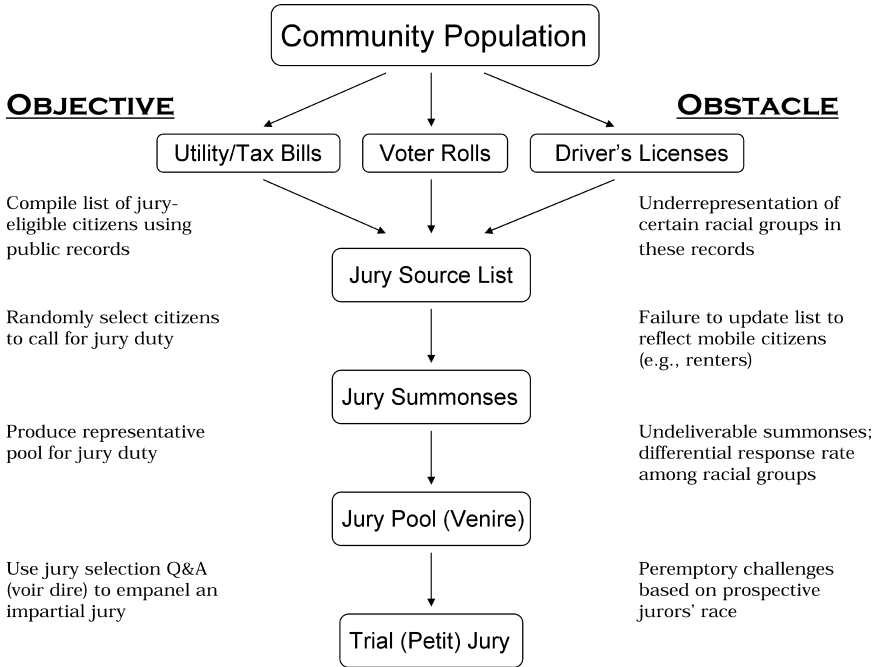 Community Population
OBJECTIVE
OBSTACLE
Utility/Tax Bills
Voter Rolls
Driver's Licenses
Compile list of jury-
eligible citizens using
public records
Underrepresentation of
certain racial groups in
these records
Jury Source List
Randomly select citizens
to call for jury duty
Failure to update list to
reflect mobile citizens
(e.g., renters)
Jury Summonses
Produce representative
pool for jury duty
Undeliverable summonses;
differential response rate
among racial groups
Jury Pool (Venire)
Use jury selection Q&A
(voir dire) to empanel an
impartial jury
Peremptory challenges
based on prospective
jurors' race
Trial (Petit) Jury